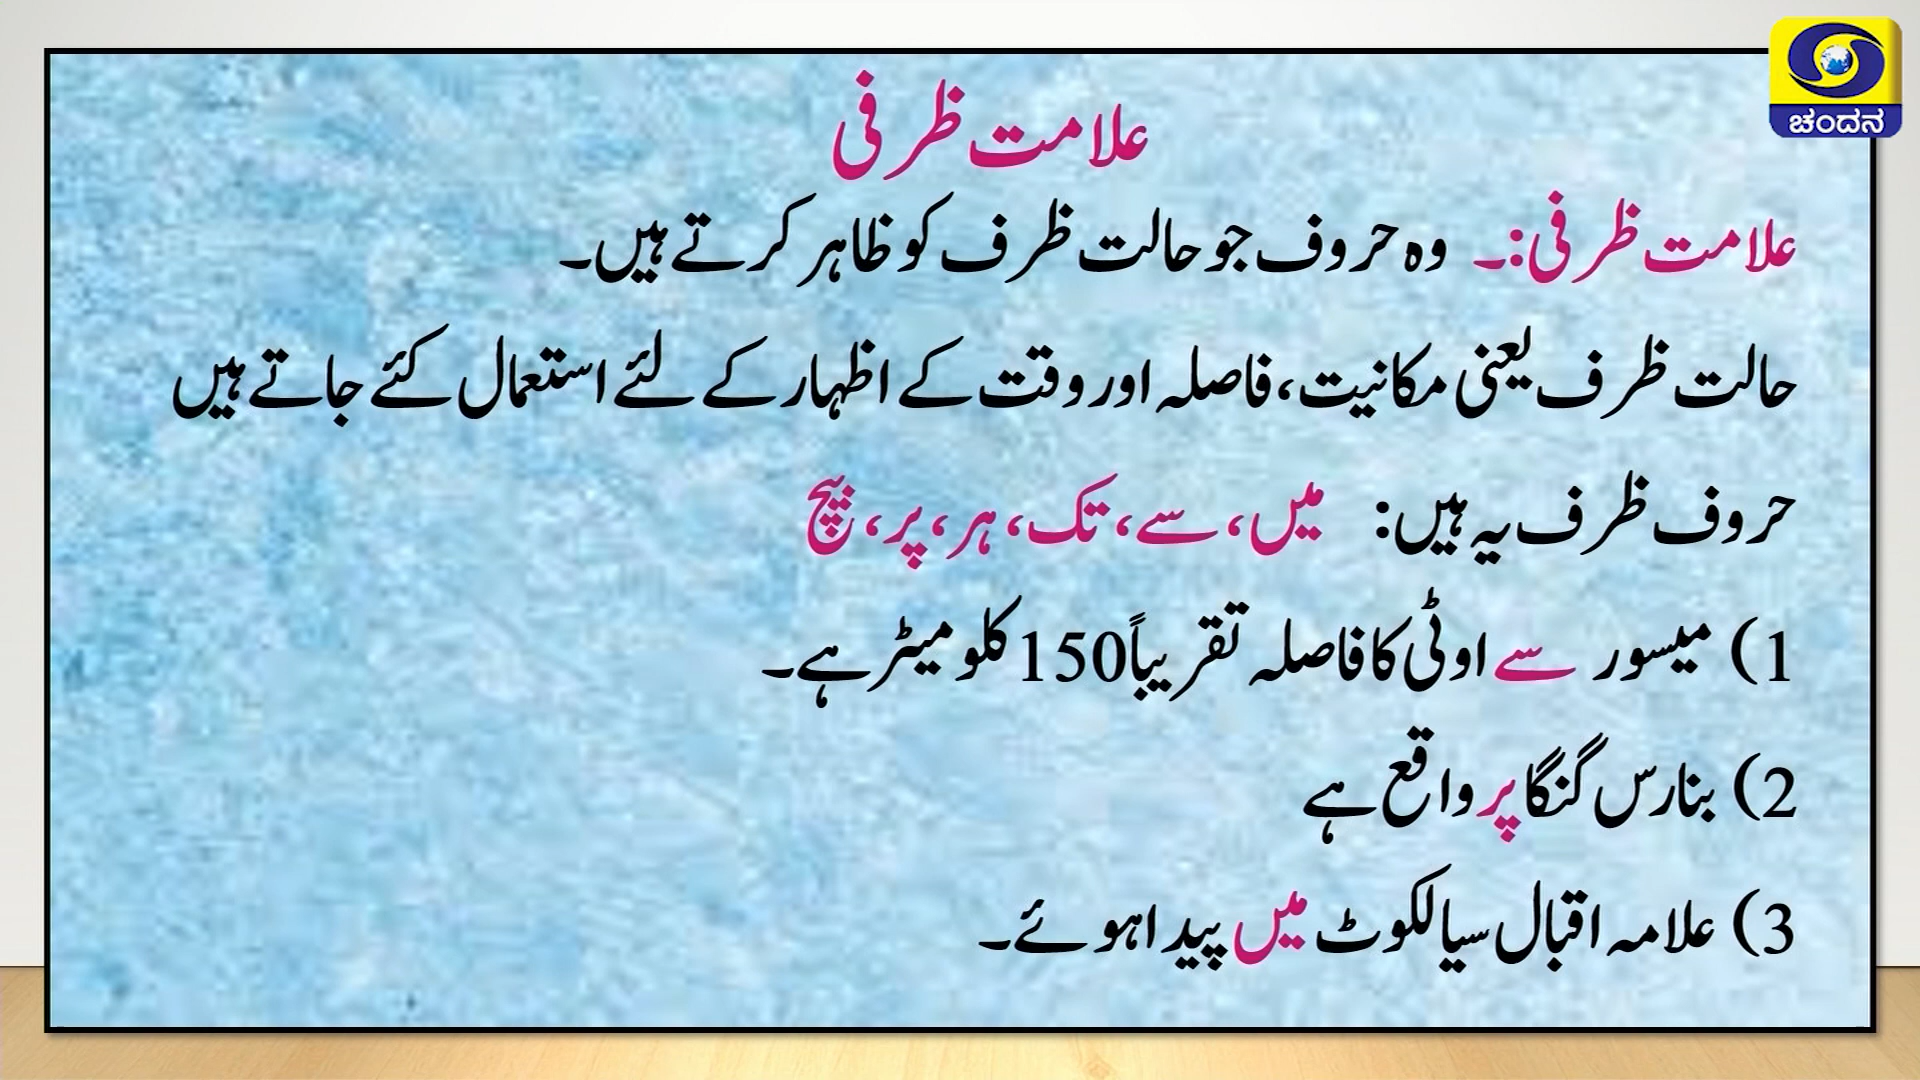 ಚಂದನ
علامت ظرفی
علامت ظرفی:۔ وہ حروف جو حالت ظرف کو ظاہر کرتے ہیں۔
حالت ظرف یعنی مکانیت، فاصلہ اور وقت کے اظہار کے لئے استعمال کئے جاتے ہیں
حروف ظرف یہ ہیں: میں، سے، تک، ہر، پر، بیچ
1) میسور سے اوٹی کا فاصلہ تقریباً 150 کلو میٹر ہے۔
2) بنارس گنگا پر واقع ہے
3) علامہ اقبال سیالکوٹ میں پیدا ہوئے۔